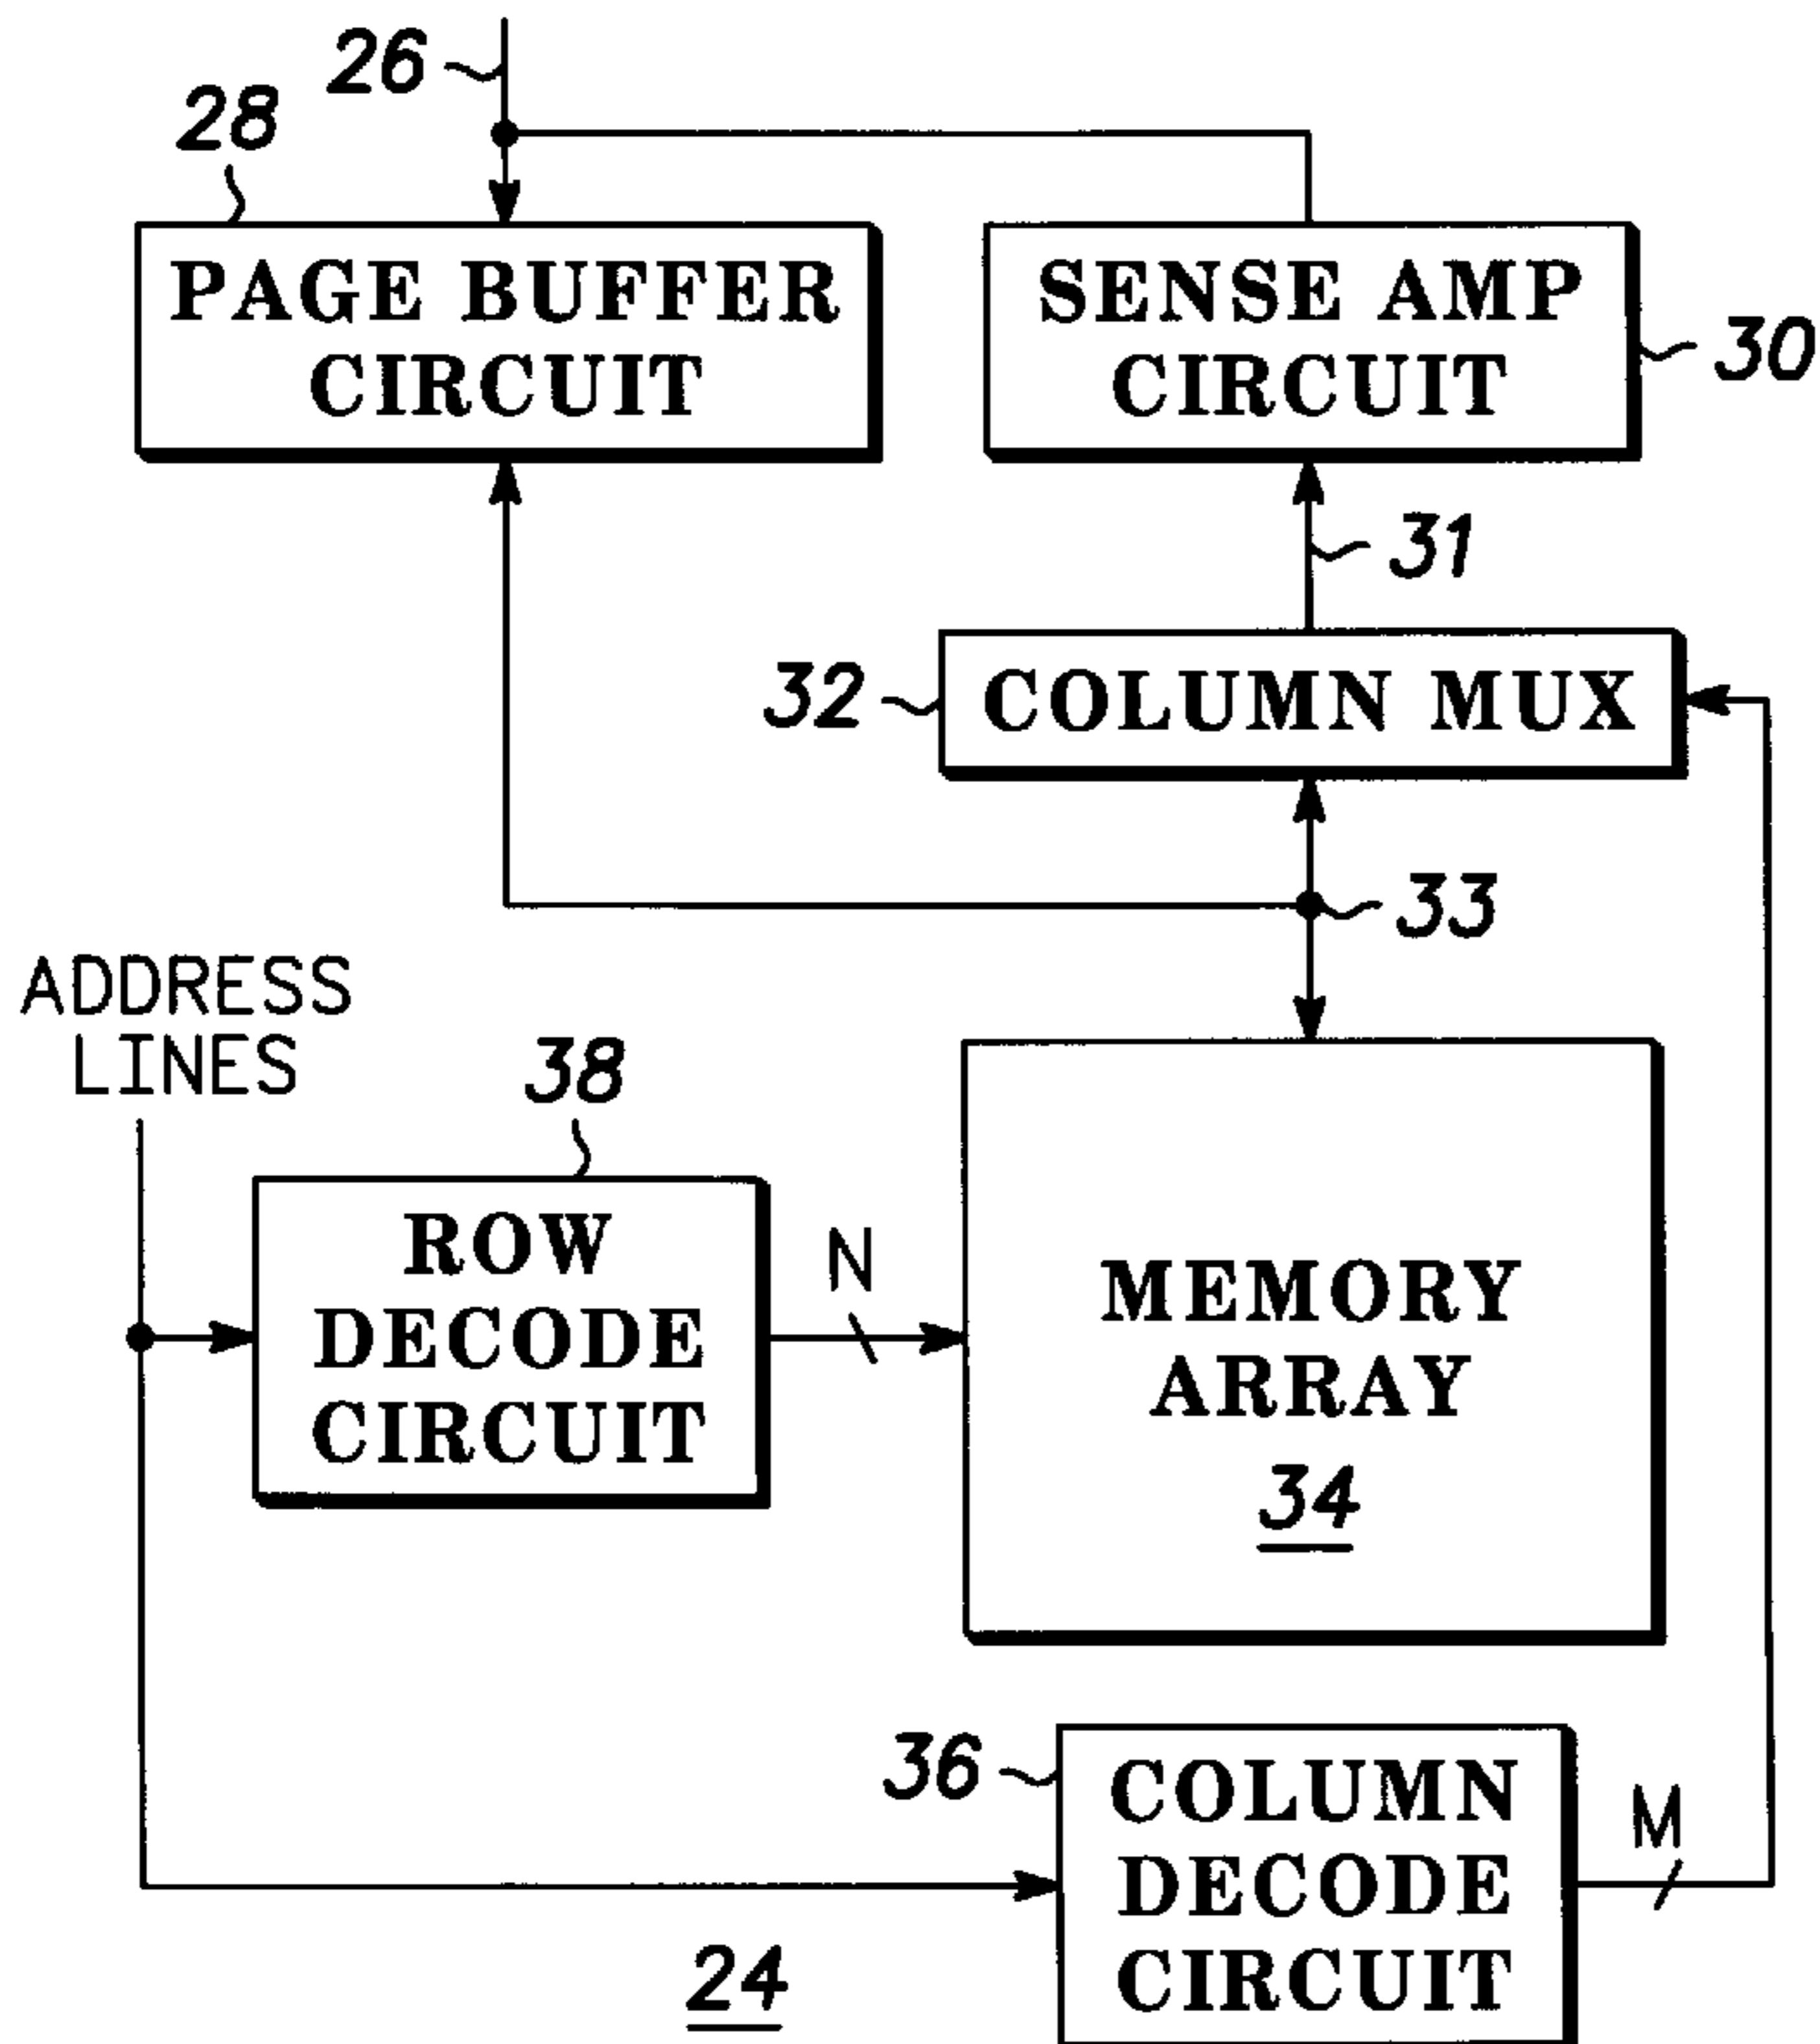 26
28
PAGE BUFFER
CIRCUIT
SENSE AMP
CIRCUIT
30
31
32
COLUMN MUX
33
ADDRESS
LINES
38
ROW
DECODE
CIRCUIT
N
MEMORY
ARRAY
34
36
COLUMN
DECODE
CIRCUIT
M
24